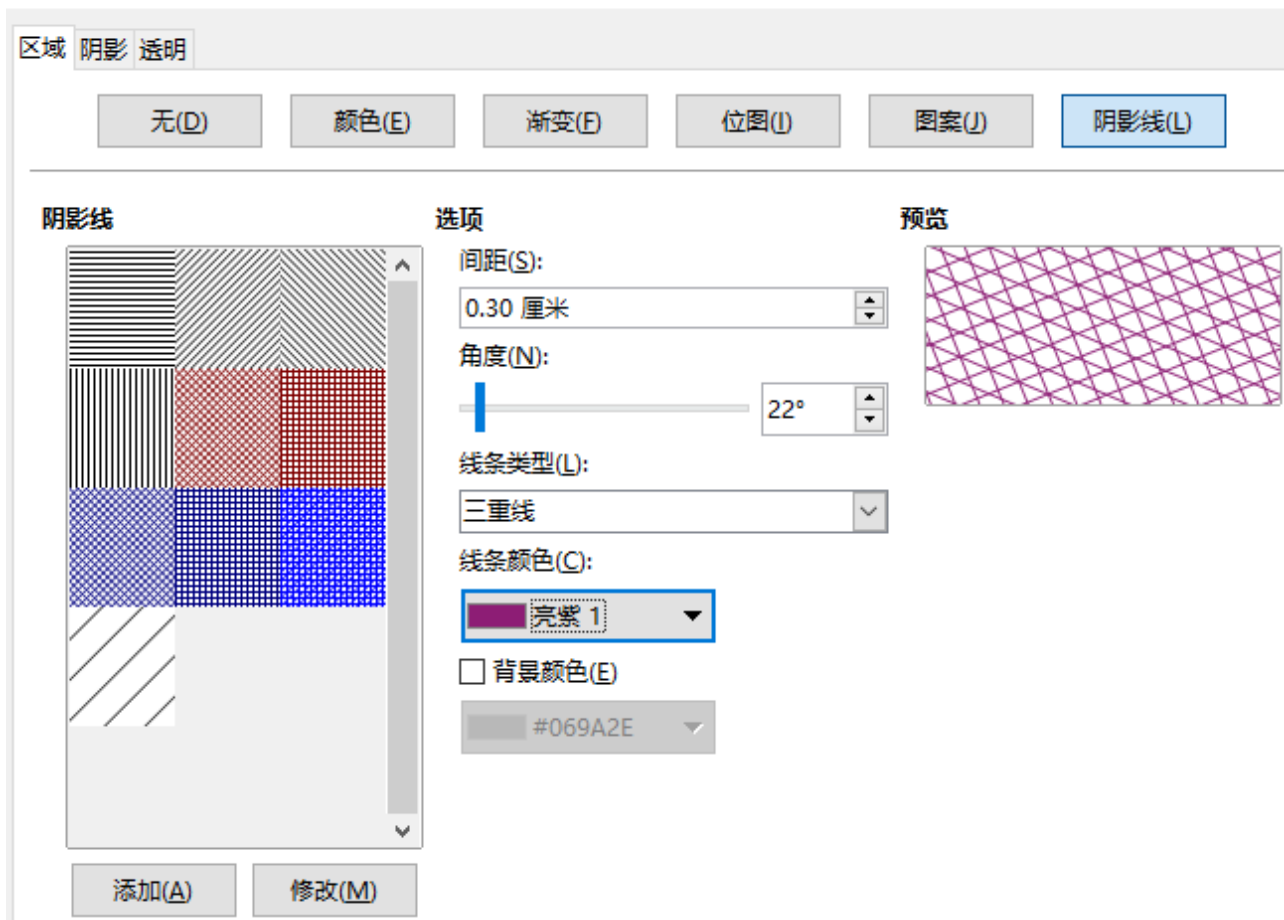 区域 阴影 透明
无(D) 颜色(E) 渐变(F) 位图(I) 图案(J) 阴影线(L)
阴影线
选项
预览
间距(S):
0.30 厘米
角度(N):
22°
线条类型(L):
三重线
线条颜色(C):
亮紫 1
背景颜色(E)
#069A2E
添加(A) 修改(M)